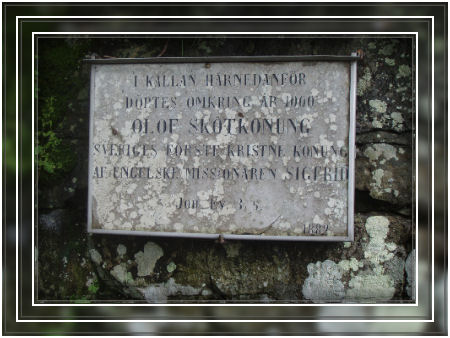 I KÄLLAN HÄRNEDANFÖR
DÖPTES OMKRING ÅR 1000
OLOF SKÖTKONUNG
SVERIGES FÖRSTE KRISTNE KONUNG
AF ENGELSKE MISSIONÄREN SIGFRID
JOH. EV. 3, 5.
1882